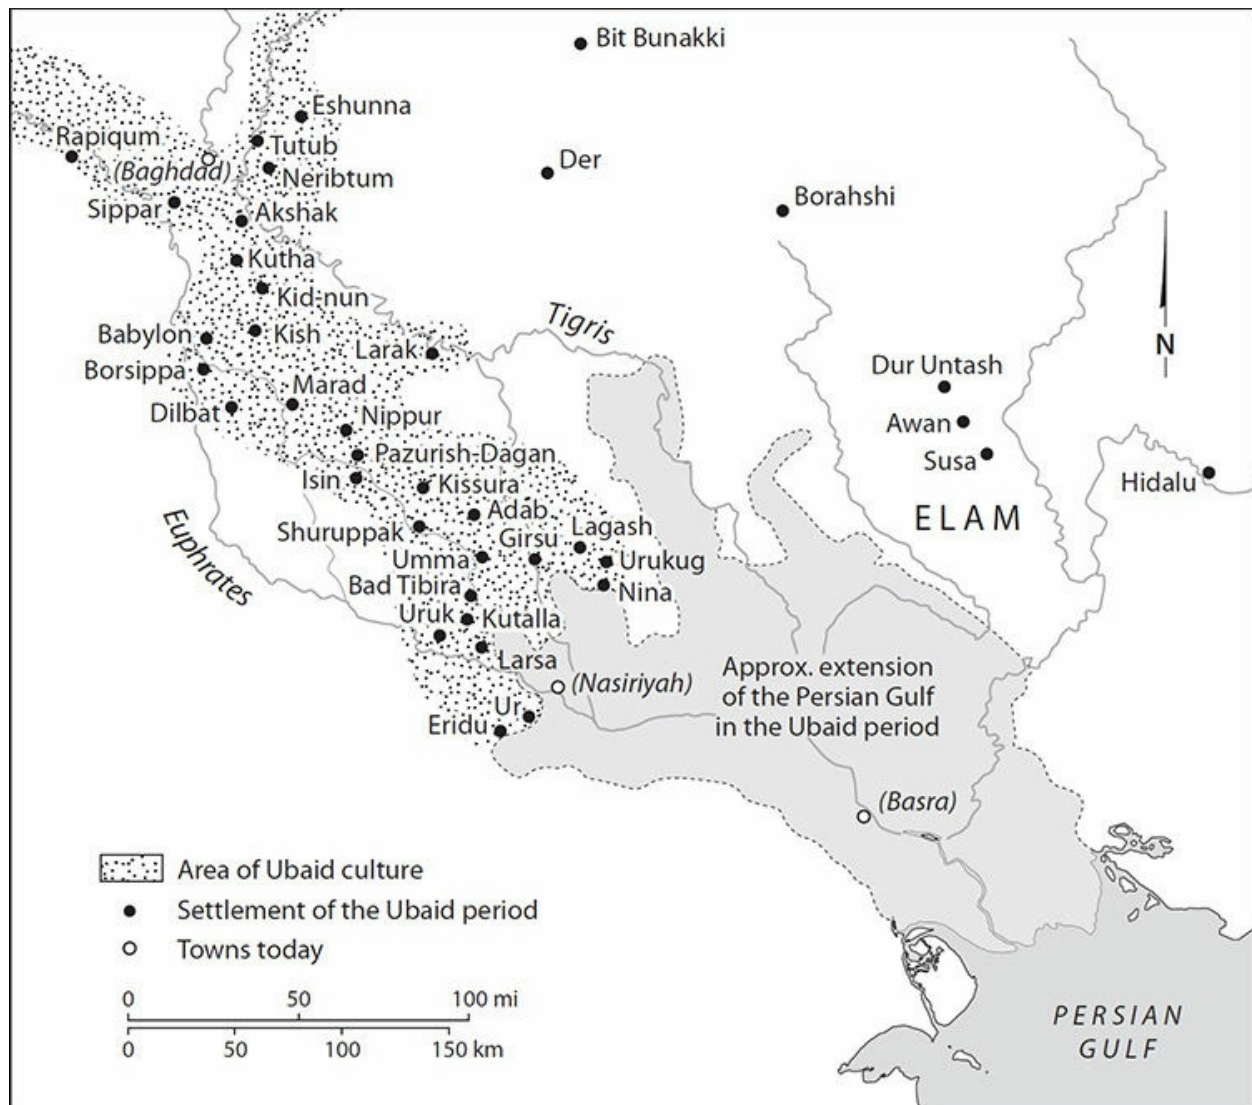 Bit Bunakki
Eshunna
Rapiqum
Tutub
(Baghdad)
Neribtum
Der
Sippar
Akshak
Borahshi
Kutha
Kid-nun
Babylon
Kish
Larak
Tigris
N
Borsippa
Marad
Dur Untash
Dilbat
Nippur
Awan
Pazurish-Dagan
Susa
Isin
Kissura
Hidalu
Euphrates
Shuruppak
Adab
Lagash
ELAM
Girsu
Umma
Urukug
Bad Tibira
Nina
Uruk
Kutalla
Larsa
(Nasiriyah)
Approx. extension
of the Persian Gulf
in the Ubaid period
Ur
Eridu
(Basra)
Area of Ubaid culture
Settlement of the Ubaid period
Towns today
0 50 100 mi
0 50 100 150 km
PERSIAN
GULF